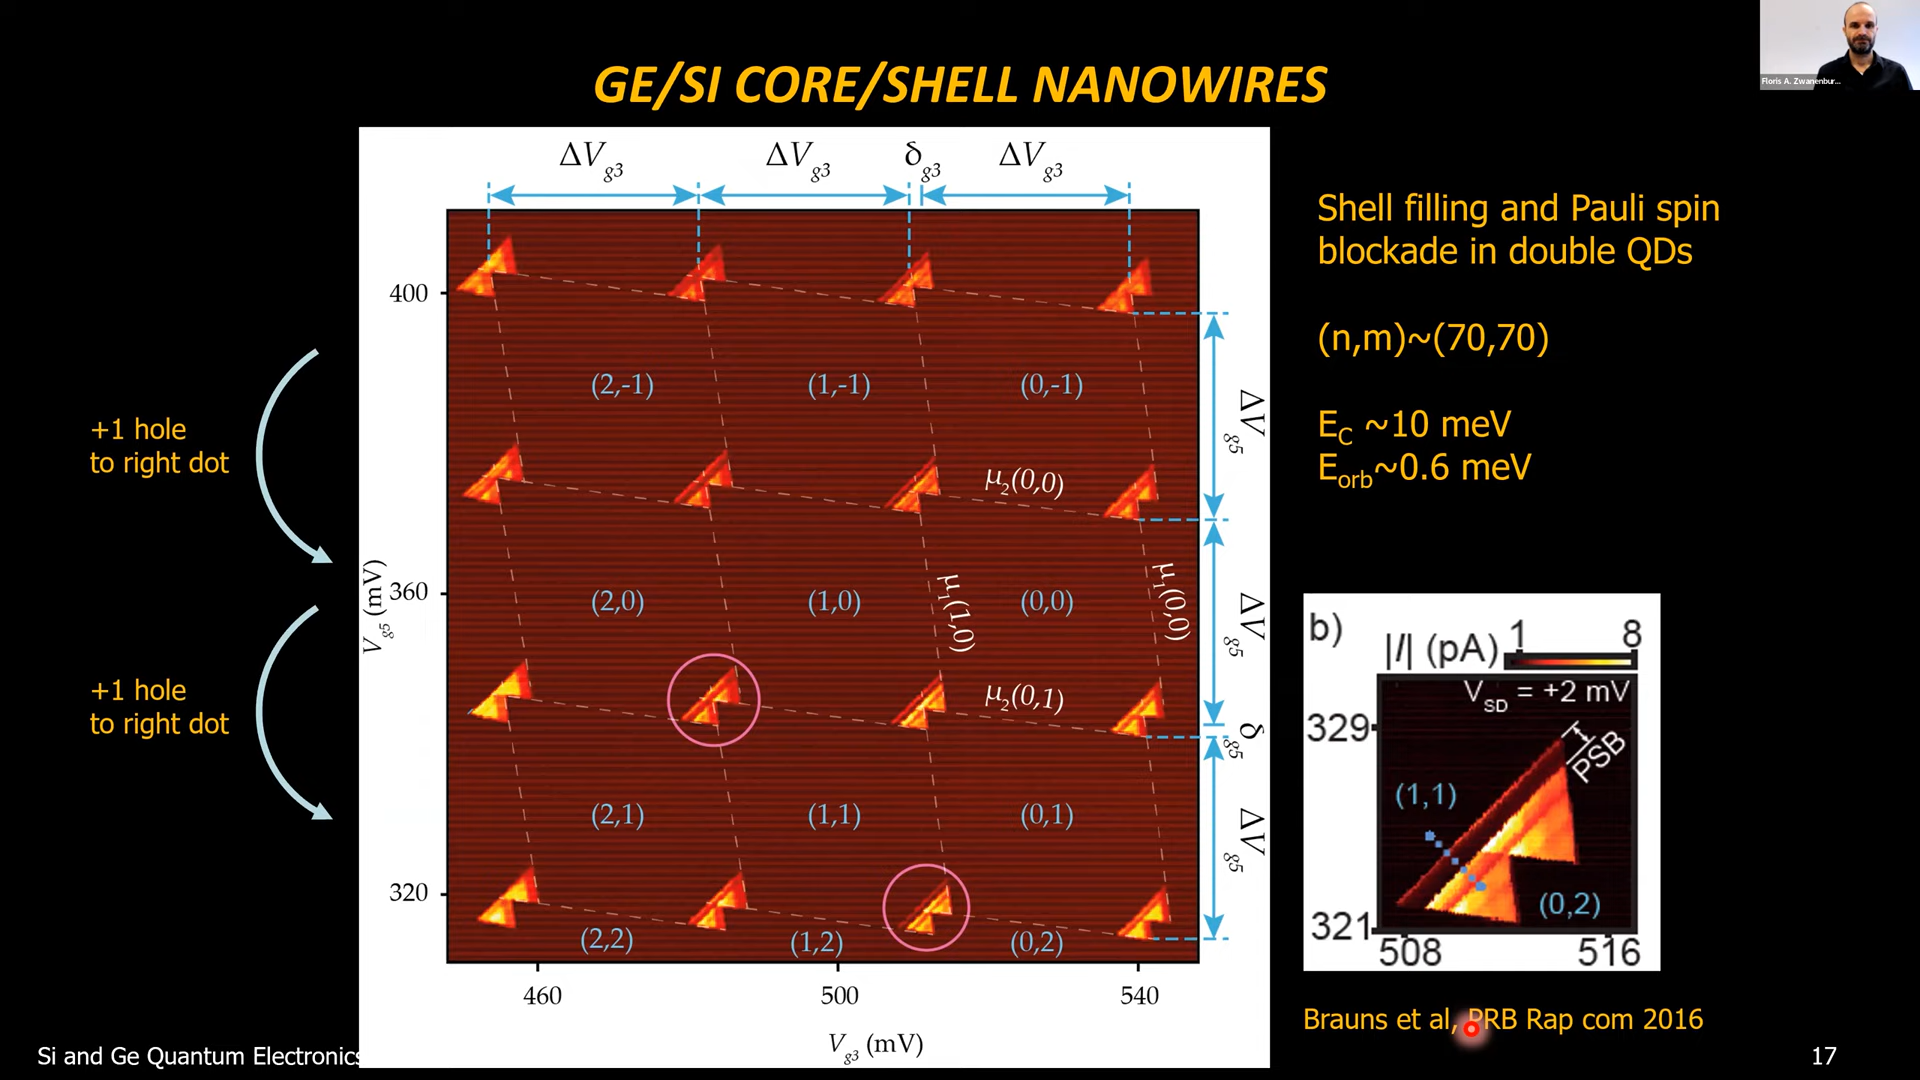 GE/SI CORE/SHELL NANOWIRES
Floris A. Zwanenbur...
ΔVg3 ΔVg3 δg3 ΔVg3
400
360
320
Vg5 (mV)
460 500 540
Vg3 (mV)
(2,-1) (1,-1) (0,-1)
μ2(0,0)
(2,0) (1,0) (0,0)
μ1(1,0) μ1(0,0)
μ2(0,1)
(2,1) (1,1) (0,1)
(2,2) (1,2) (0,2)
ΔVg5
ΔVg5
δg5
ΔVg5
+1 hole
to right dot
+1 hole
to right dot
Shell filling and Pauli spin
blockade in double QDs
(n,m)~(70,70)
EC ~10 meV
Eorb~0.6 meV
b)
|I| (pA) 1 8
VSD = +2 mV
329
PSB
(1,1)
(0,2)
321
508 516
Brauns et al, PRB Rap com 2016
Si and Ge Quantum Electronics
17